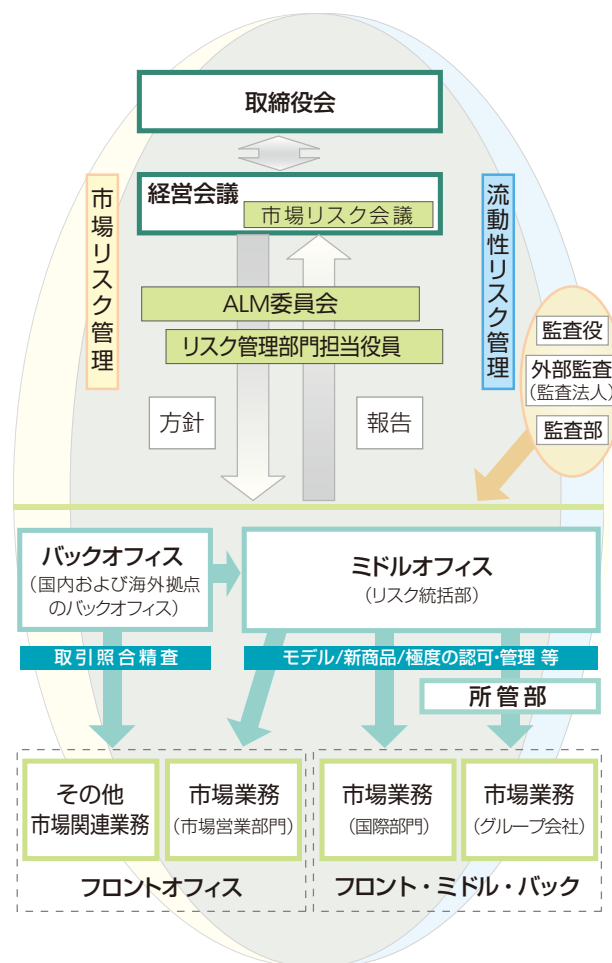 取締役会
経営会議
市場リスク会議
市場リスク管理
流動性リスク管理
ALM委員会
リスク管理部門担当役員
監査役
外部監査
(監査法人)
監査部
方針
報告
バックオフィス
(国内および海外拠点
のバックオフィス)
ミドルオフィス
(リスク統括部)
取引照合精査
モデル/新商品/極度の認可・管理 等
所管部
その他
市場関連業務
市場業務
(市場営業部門)
市場業務
(国際部門)
市場業務
(グループ会社)
フロントオフィス
フロント・ミドル・バック